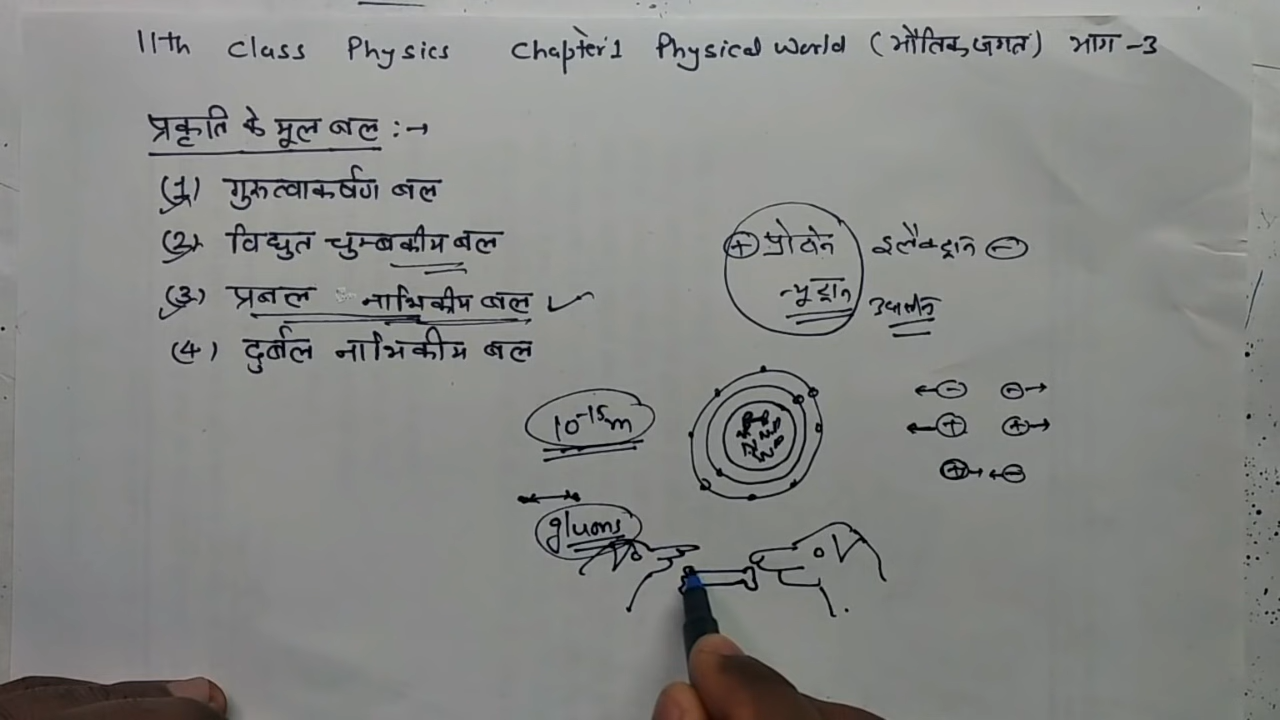 11th Class Physics Chapter 1 Physical World (भौतिक जगत) भाग -3
प्रकृति के मूल बल :→
(1) गुरुत्वाकर्षण बल
(2) विद्युत चुम्बकीय बल
(3) प्रबल नाभिकीय बल ✓
(4) दुर्बल नाभिकीय बल
+ प्रोटोन इलैक्ट्रान -
न्यूट्रान उदासीन
10⁻¹⁵m
← - - →
← + + →
+ → ← -
gluons